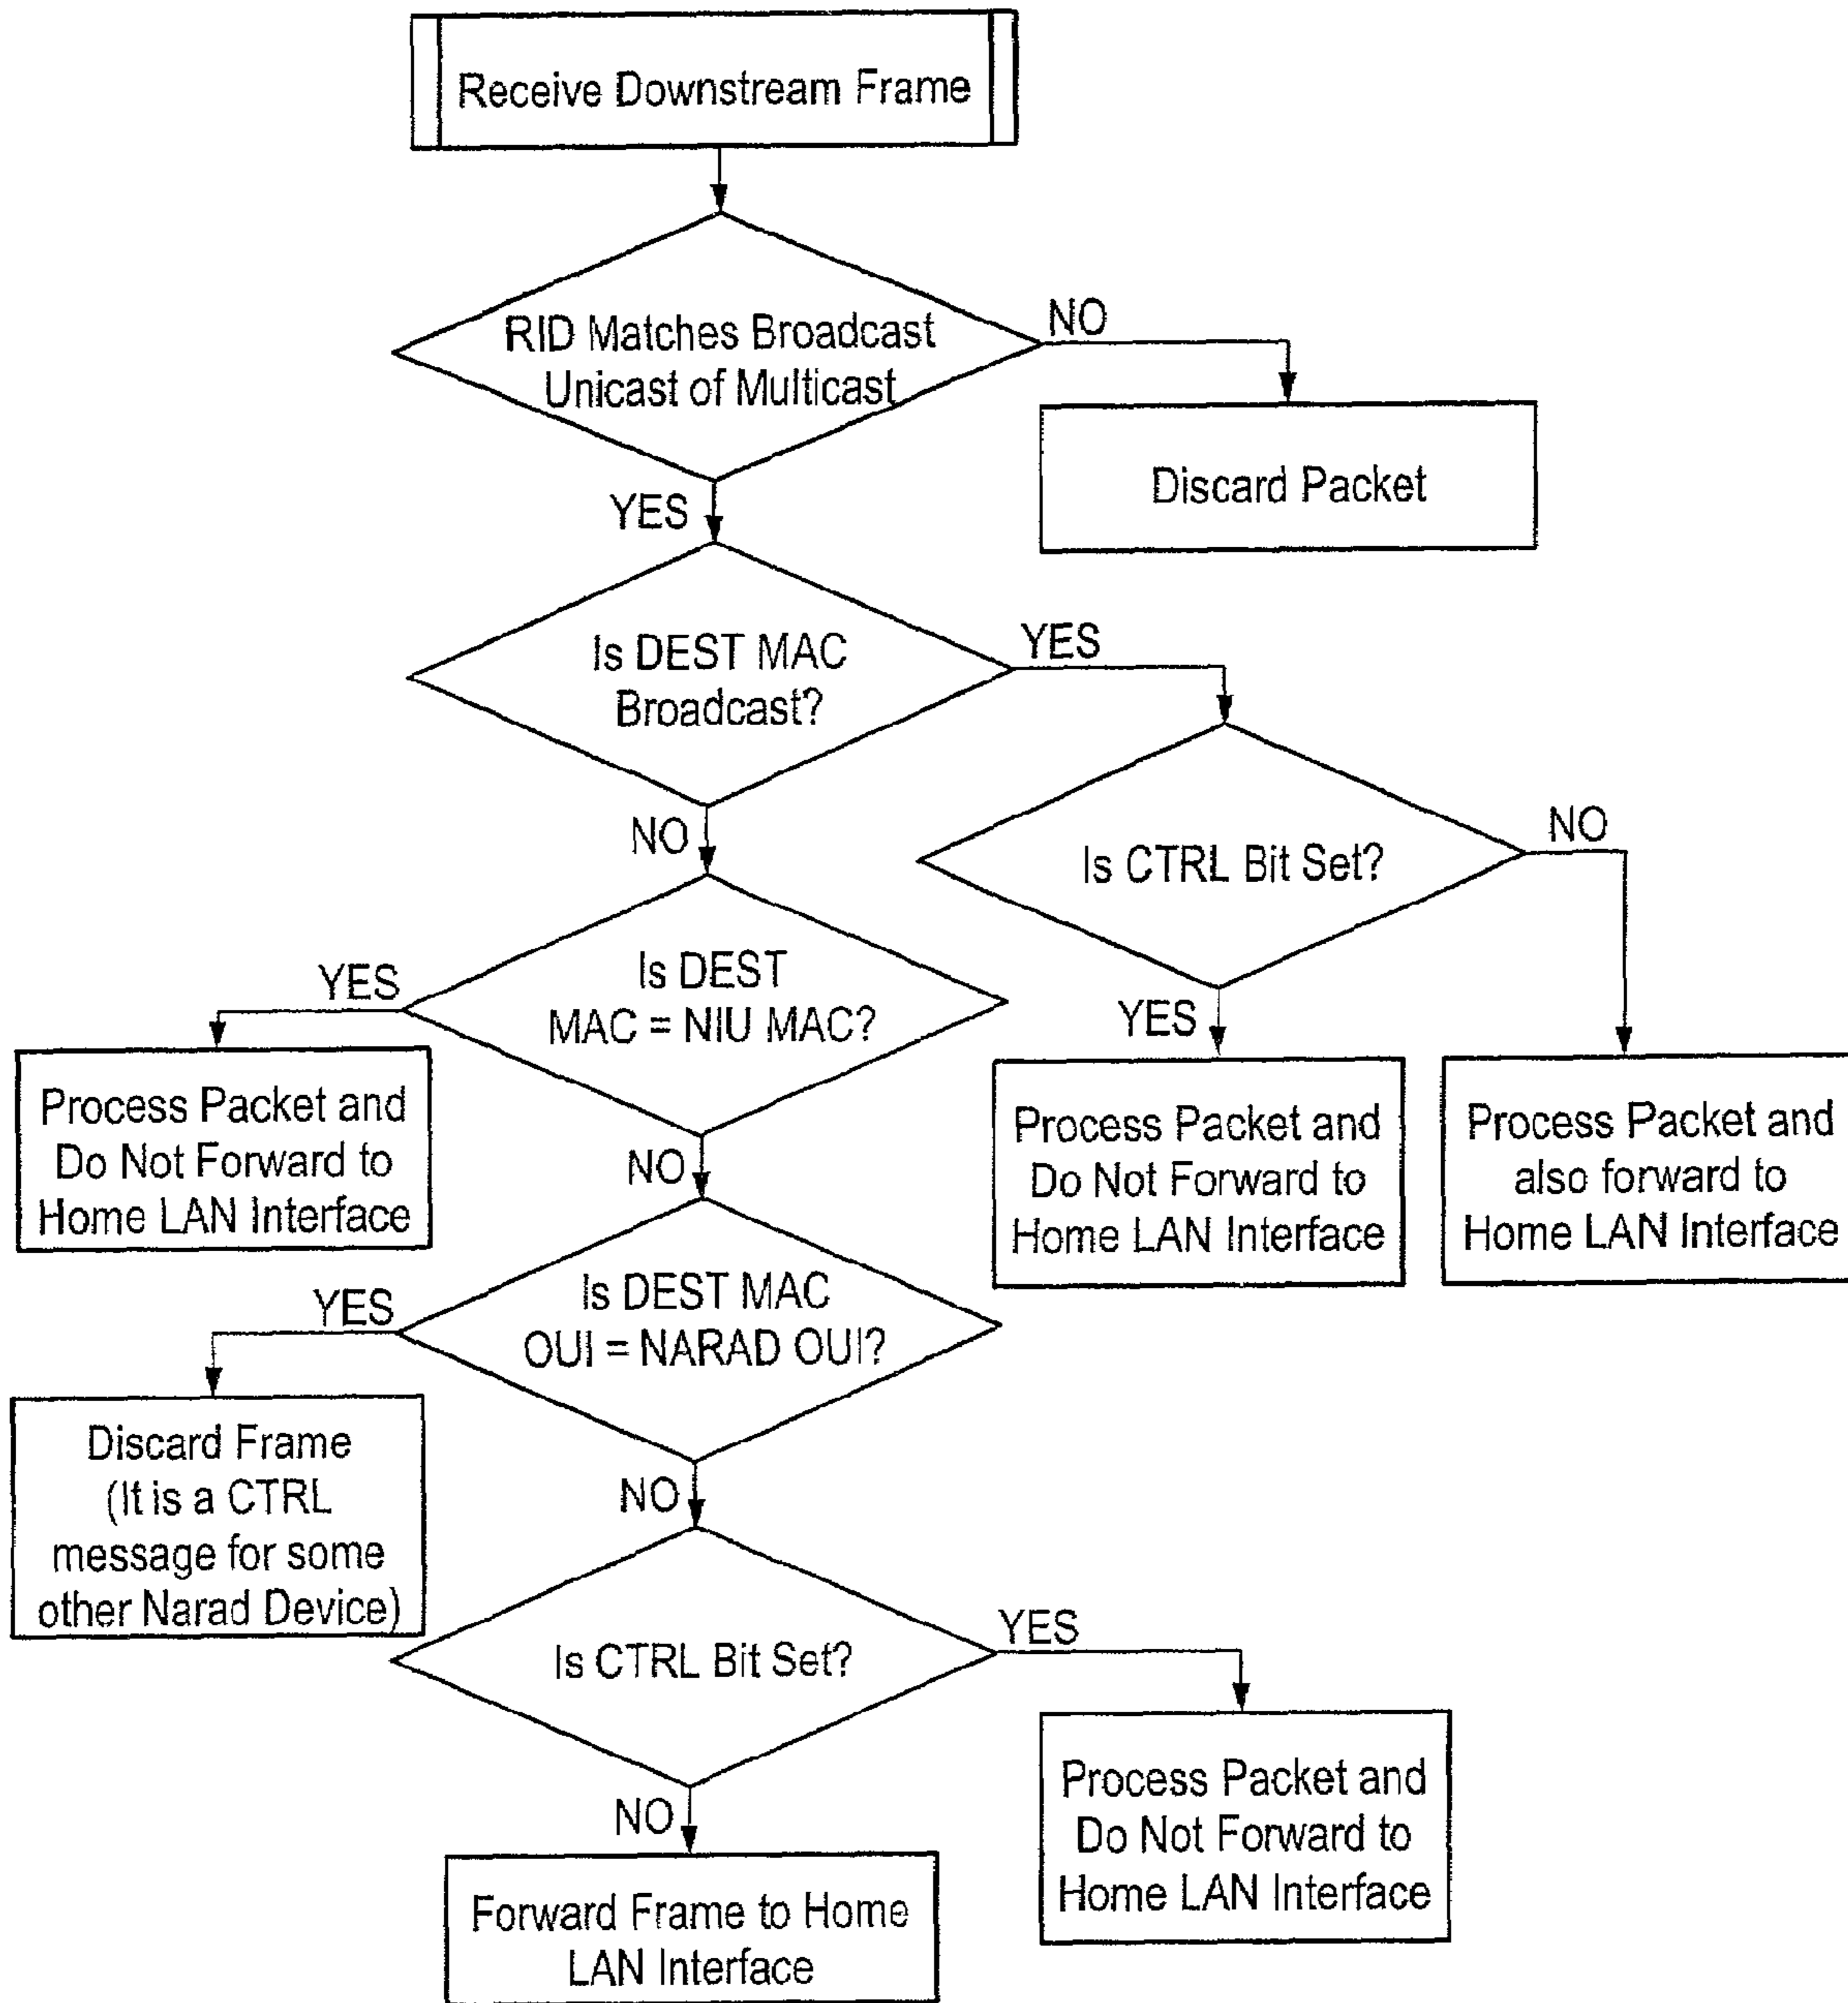 Receive Downstream Frame
RID Matches Broadcast
Unicast of Multicast
NO
Discard Packet
YES
Is DEST MAC
Broadcast?
YES
Is CTRL Bit Set?
NO
Process Packet and
also forward to
Home LAN Interface
YES
Process Packet and
Do Not Forward to
Home LAN Interface
NO
Is DEST
MAC = NIU MAC?
YES
Process Packet and
Do Not Forward to
Home LAN Interface
NO
Is DEST MAC
OUI = NARAD OUI?
YES
Discard Frame
(It is a CTRL
message for some
other Narad Device)
NO
Is CTRL Bit Set?
YES
Process Packet and
Do Not Forward to
Home LAN Interface
NO
Forward Frame to Home
LAN Interface